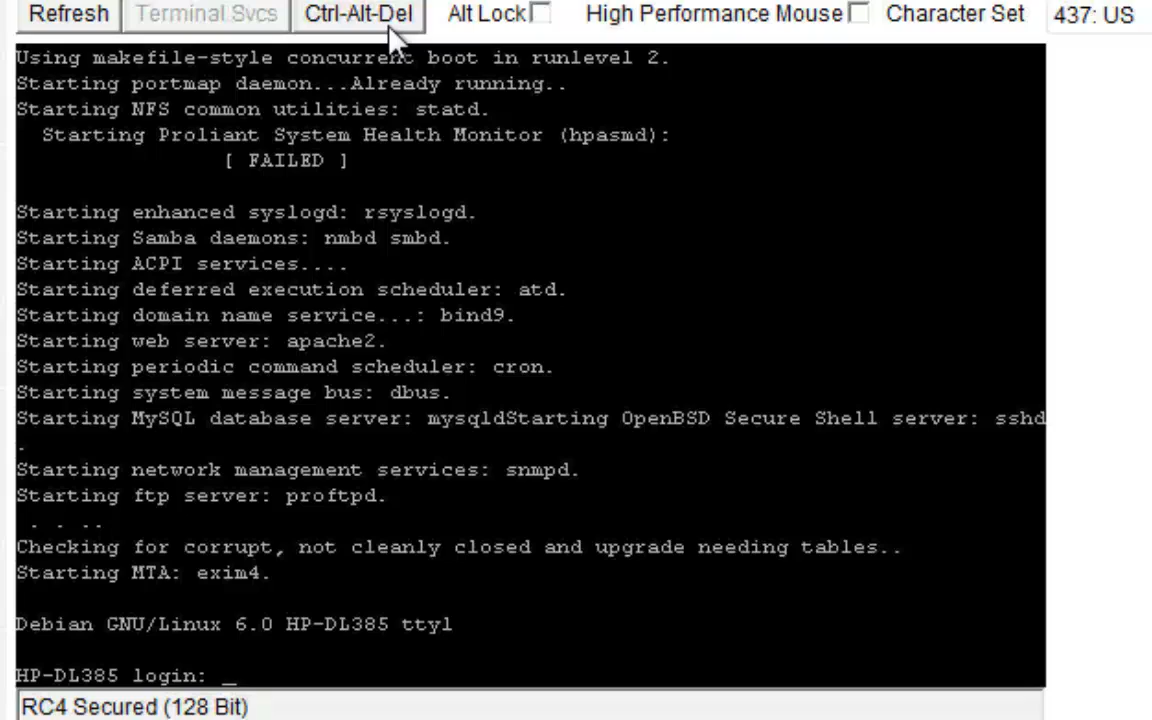 Refresh Terminal Svcs Ctrl-Alt-Del Alt Lock High Performance Mouse Character Set 437: US
Using makefile-style concurrent boot in runlevel 2.
Starting portmap daemon...Already running..
Starting NFS common utilities: statd.
Starting Proliant System Health Monitor (hpasmd):
[ FAILED ]
Starting enhanced syslogd: rsyslogd.
Starting Samba daemons: nmbd smbd.
Starting ACPI services....
Starting deferred execution scheduler: atd.
Starting domain name service...: bind9.
Starting web server: apache2.
Starting periodic command scheduler: cron.
Starting system message bus: dbus.
Starting MySQL database server: mysqldStarting OpenBSD Secure Shell server: sshd
.
Starting network management services: snmpd.
Starting ftp server: proftpd.
. . ..
Checking for corrupt, not cleanly closed and upgrade needing tables..
Starting MTA: exim4.
Debian GNU/Linux 6.0 HP-DL385 tty1
HP-DL385 login: _
RC4 Secured (128 Bit)